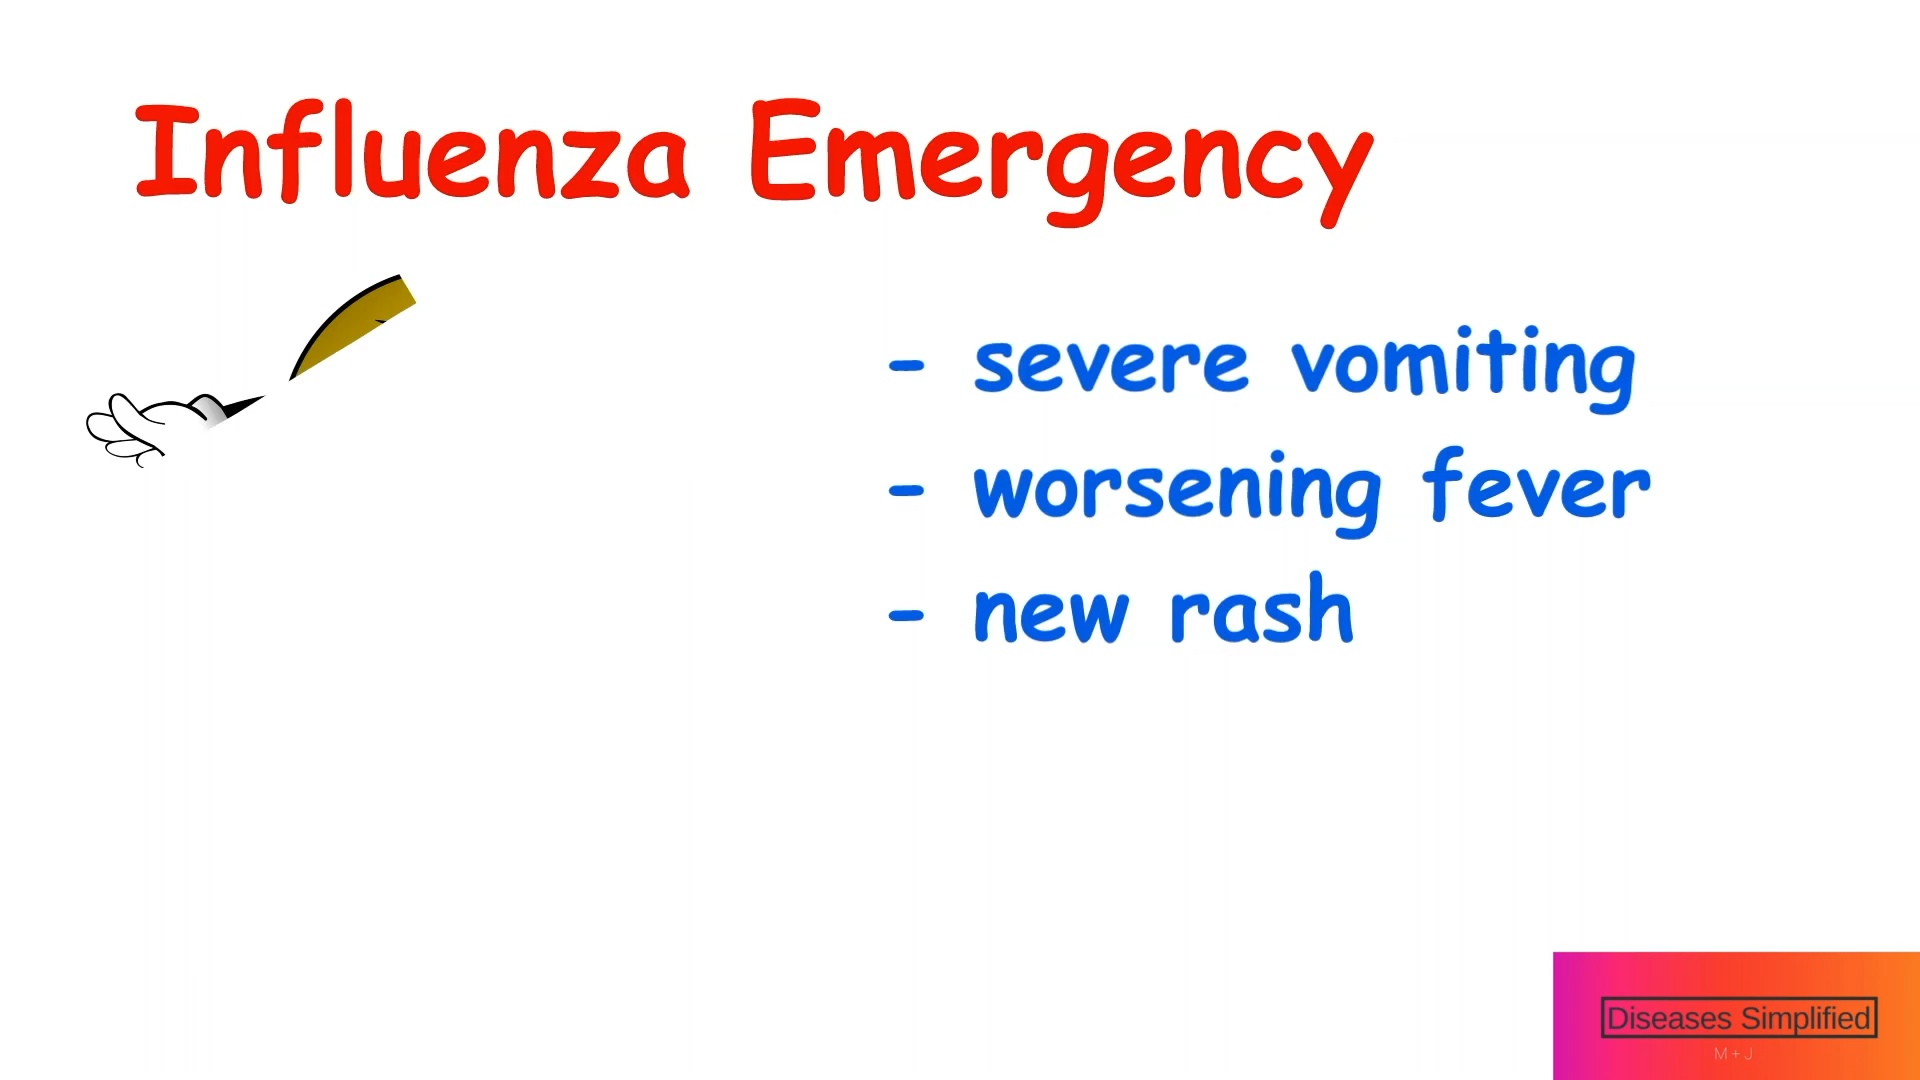 Influenza Emergency
- severe vomiting
- worsening fever
- new rash
Diseases Simplified
M+J